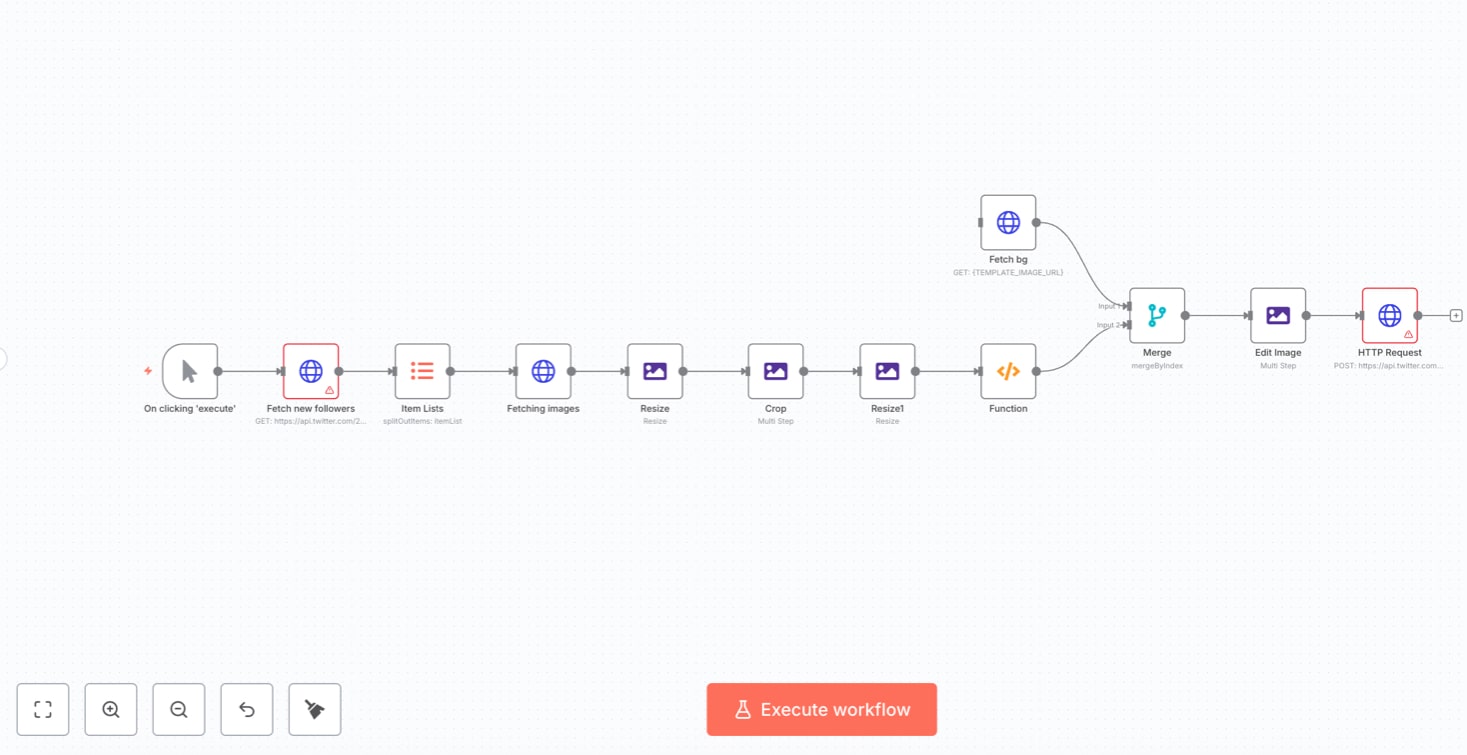 Fetch bg
GET: {TEMPLATE_IMAGE_URL}
Input 1
Input 2
Merge
mergeByIndex
Edit Image
Multi Step
HTTP Request
POST: https://api.twitter.com...
On clicking 'execute'
Fetch new followers
GET: https://api.twitter.com/2...
Item Lists
splitOutItems: itemList
Fetching images
Resize
Resize
Crop
Multi Step
Resize1
Resize
Function
Execute workflow